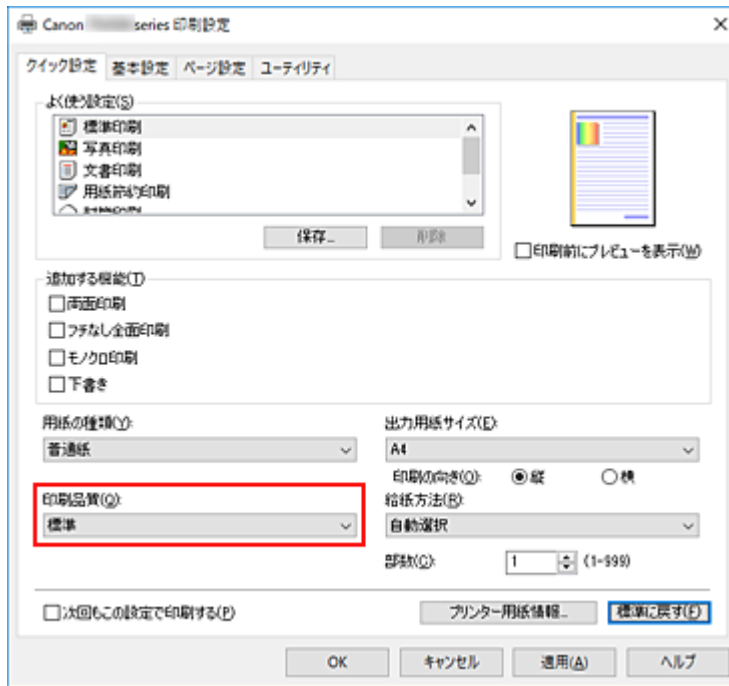 Canon series 印刷設定
クイック設定 基本設定 ページ設定 ユーティリティ
よく使う設定(S)
標準印刷
写真印刷
文書印刷
用紙節約印刷
保存...
削除
印刷前にプレビューを表示(W)
追加する機能(T)
両面印刷
フチなし全面印刷
モノクロ印刷
下書き
用紙の種類(Y):
普通紙
出力用紙サイズ(E):
A4
印刷の向き(O): 縦 横
印刷品質(Q):
標準
給紙方法(R):
自動選択
部数(C): 1 (1-999)
次回もこの設定で印刷する(P)
プリンター用紙情報...
標準に戻す(F)
OK キャンセル 適用(A) ヘルプ